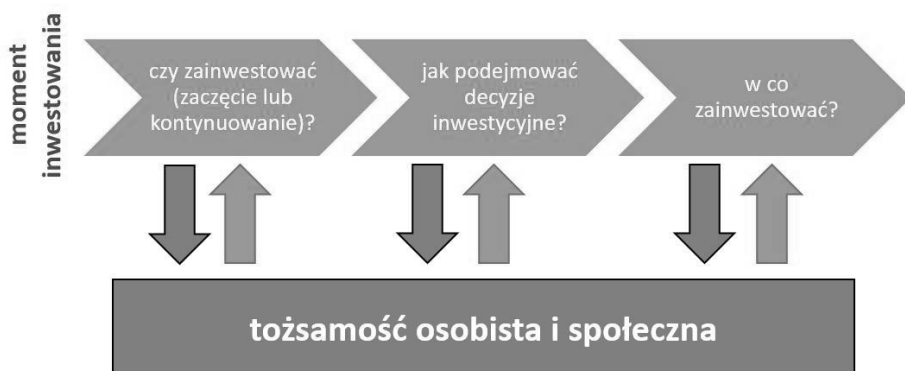 moment
inwestowania
czy zainwestować
(zaczęcie lub
kontynuowanie)?
jak podejmować
decyzje
inwestycyjne?
w co
zainwestować?
tożsamość osobista i społeczna